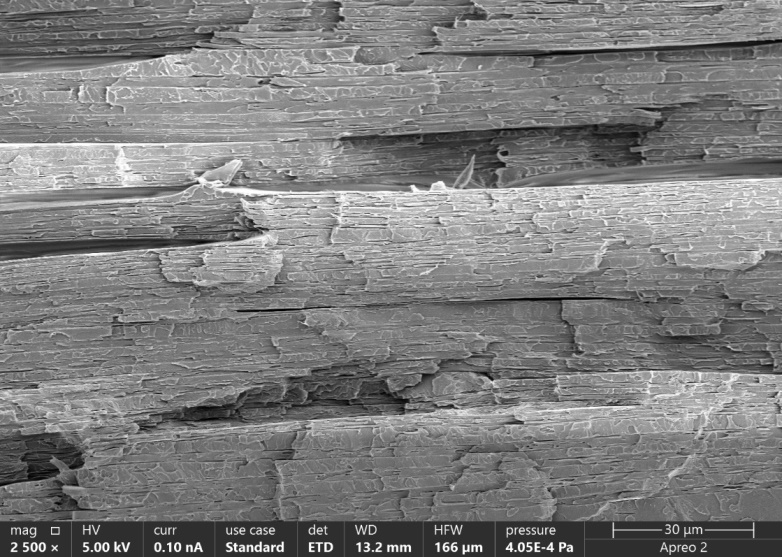 mag □ HV curr use case det WD HFW pressure 30 µm
2 500 × 5.00 kV 0.10 nA Standard ETD 13.2 mm 166 µm 4.05E-4 Pa Apreo 2